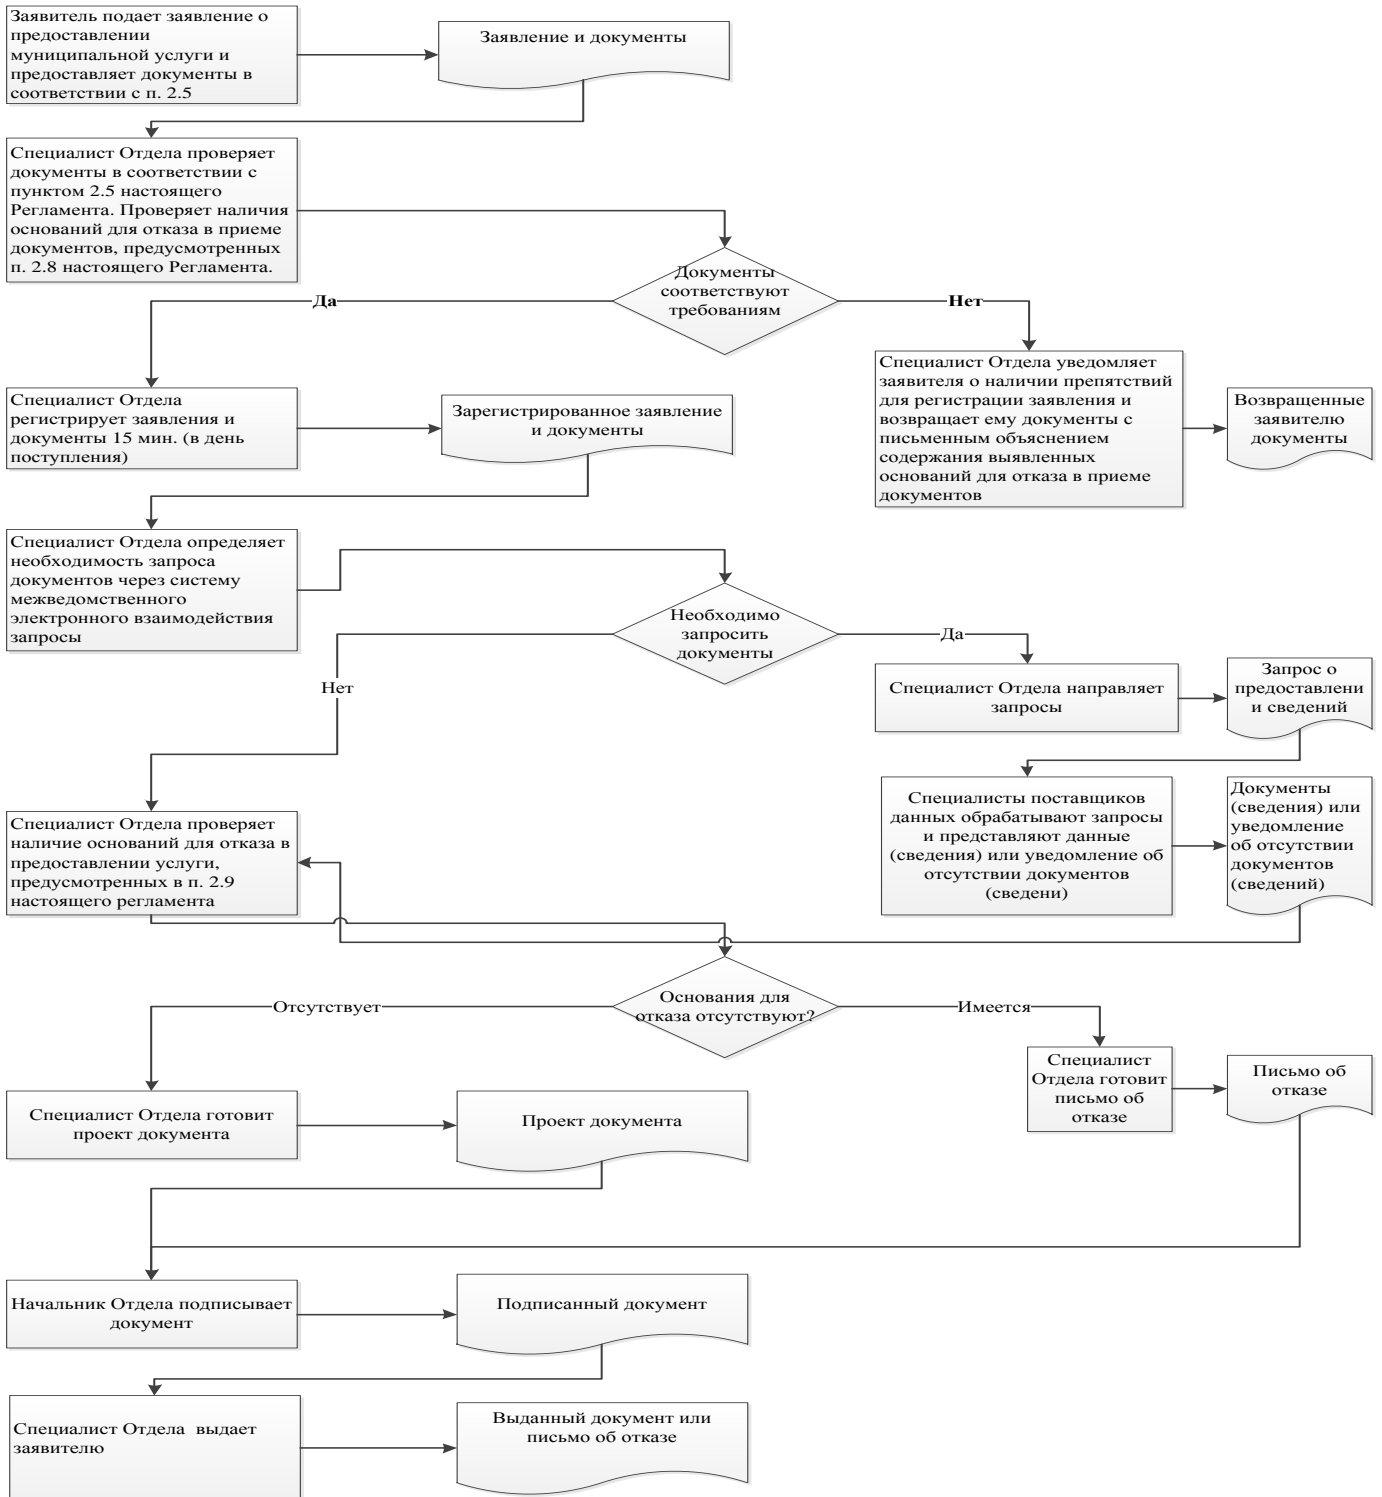 Заявитель подает заявление о
предоставлении
муниципальной услуги и
предоставляет документы в
соответствии с п. 2.5
Заявление и документы
Специалист Отдела проверяет
документы в соответствии с
пунктом 2.5 настоящего
Регламента. Проверяет наличия
оснований для отказа в приеме
документов, предусмотренных
п. 2.8 настоящего Регламента.
Документы
соответствуют
требованиям
Да
Нет
Специалист Отдела
регистрирует заявления и
документы 15 мин. (в день
поступления)
Зарегистрированное заявление
и документы
Специалист Отдела уведомляет
заявителя о наличии препятствий
для регистрации заявления и
возвращает ему документы с
письменным объяснением
содержания выявленных
оснований для отказа в приеме
документов
Возвращенные
заявителю
документы
Специалист Отдела определяет
необходимость запроса
документов через систему
межведомственного
электронного взаимодействия
запросы
Необходимо
запросить
документы
Да
Нет
Специалист Отдела направляет
запросы
Запрос о
предоставлени
и сведений
Специалисты поставщиков
данных обрабатывают запросы
и представляют данные
(сведения) или уведомление об
отсутствии документов
(сведени)
Документы
(сведения) или
уведомление
об отсутствии
документов
(сведений)
Специалист Отдела проверяет
наличие оснований для отказа в
предоставлении услуги,
предусмотренных в п. 2.9
настоящего регламента
Основания для
отказа отсутствуют?
Отсутствует
Имеется
Специалист
Отдела готовит
письмо об
отказе
Письмо об
отказе
Специалист Отдела готовит
проект документа
Проект документа
Начальник Отдела подписывает
документ
Подписанный документ
Специалист Отдела  выдает
заявителю
Выданный документ или
письмо об отказе